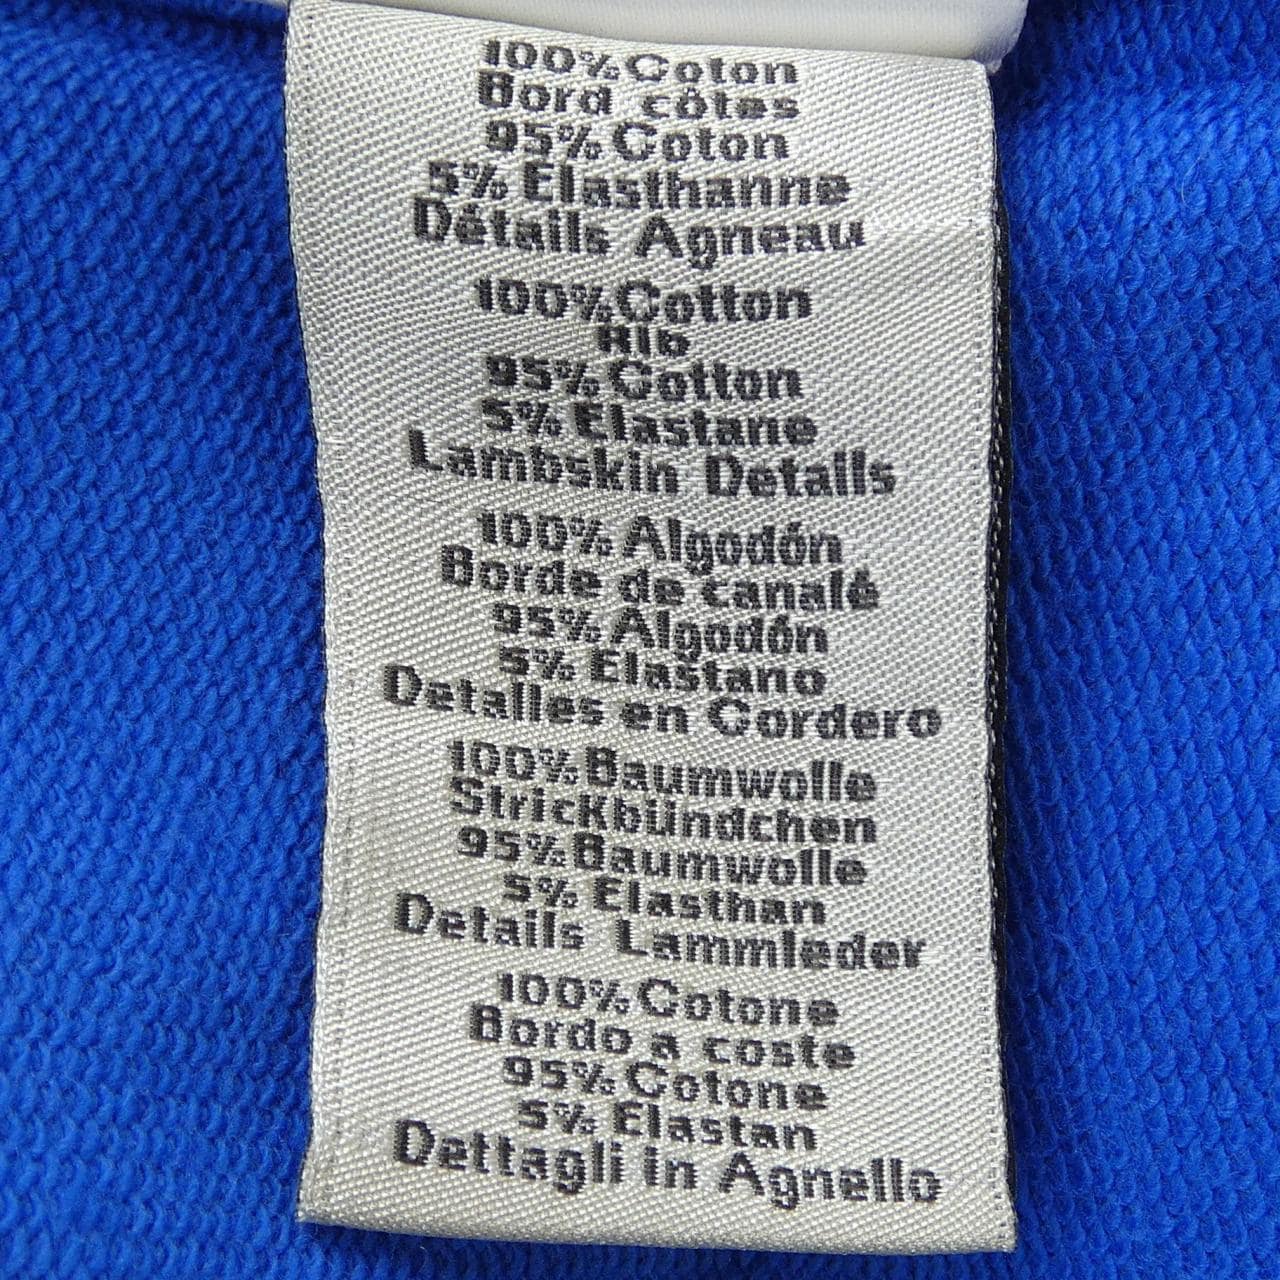 100% Coton
Bord côtes
95% Coton
5% Elasthanne
Détails Agneau
100% Cotton
Rib
95% Cotton
5% Elastane
Lambskin Details
100% Algodón
Borde de canalé
95% Algodón
5% Elastano
Detalles en Cordero
100% Baumwolle
Strickbündchen
95% Baumwolle
5% Elasthan
Details Lammleder
100% Cotone
Bordo a coste
95% Cotone
5% Elastan
Dettagli in Agnello